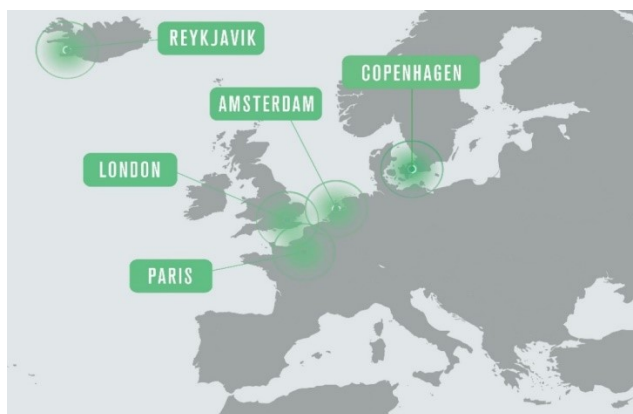 REYKJAVIK
COPENHAGEN
AMSTERDAM
LONDON
PARIS